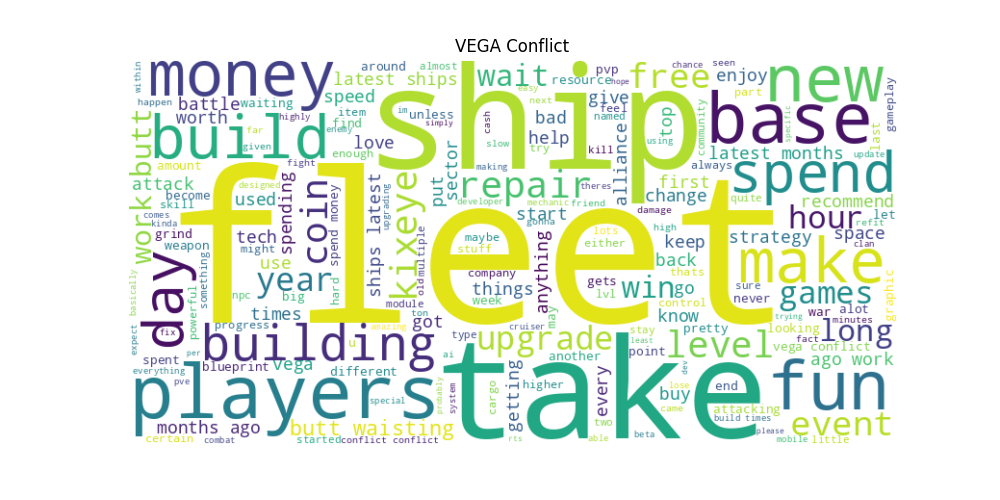 VEGA Conflict
fleet
ship
take
players
money
new
base
build
building
spend
make
fun
day
coin
kixeye
year
repair
upgrade
level
win
free
wait
games
hour
long
event
work
butt
latest ships
around
almost
within
happen
battle
waiting
speed
item
worth
find
love
enough
far
given
highly
amount
attack
become
used
skill
fight
designed
upgrading
spending
spend money
ships latest
tech
weapon
might
use
grind
kinda
comes
something
powerful
npc
big
hard
module
old
multiple
times
progress
got
ton
amazing
fix
basically
expect
blueprint
vega
different
spent
per
everything
pve
special
months ago
butt waisting
certain
combat
started
conflict conflict
probably
system
im
unless
simply
enemy
easy
cash
slow
next
try
resource
pvp
give
feel
named
bad
help
kill
hope
chance
seen
enjoy
part
gameplay
top
community
using
specific
last
update
latest months
always
alliance
sector
put
making
developer
mechanic
theres
friend
first
change
quite
recommend
start
gonna
damage
high
refit
let
space
clan
lots
either
keep
strategy
maybe
stuff
anything
back
thats
company
things
week
gets
lvl
go
control
sure
never
war
alot
graphic
minutes
know
may
cruiser
type
ai
another
stay
least
point
pretty
looking
fact
trying
vega conflict
ago work
cargo
higher
getting
every
two
able
rts
beta
buy
dev
lose
came
end
attacking
build times
please
mobile
little